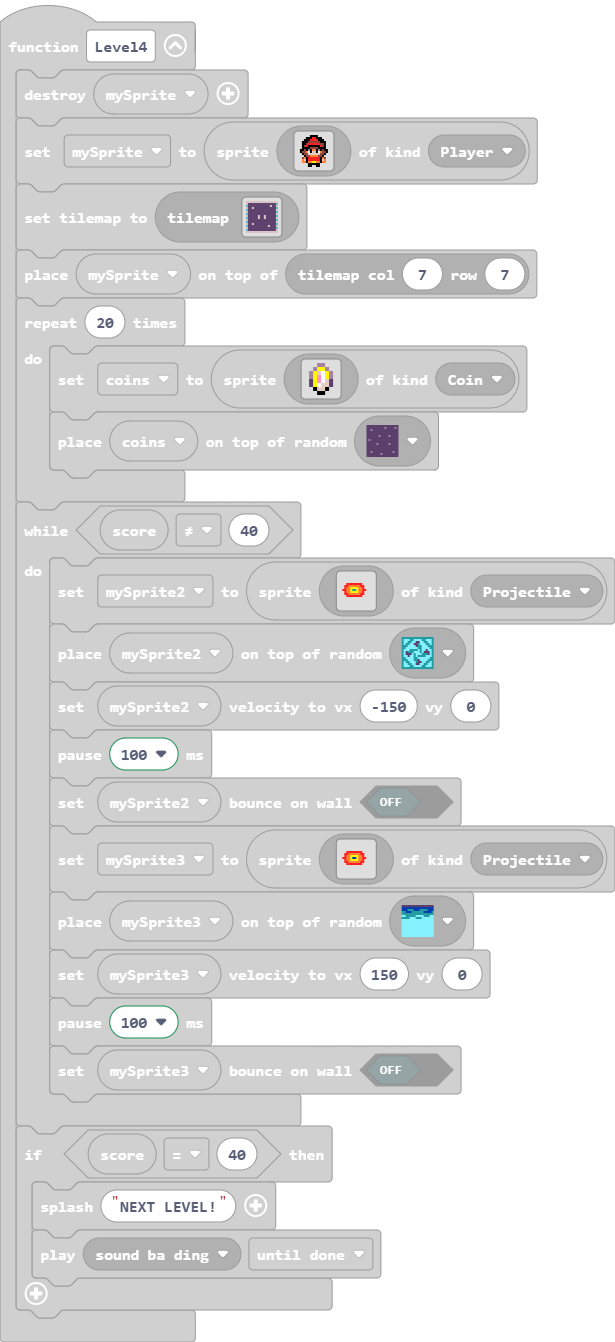 function Level4
destroy mySprite
set mySprite to sprite of kind Player
set tilemap to tilemap
place mySprite on top of tilemap col 7 row 7
repeat 20 times
do
set coins to sprite of kind Coin
place coins on top of random
while score ≠ 40
do
set mySprite2 to sprite of kind Projectile
place mySprite2 on top of random
set mySprite2 velocity to vx -150 vy 0
pause 100 ms
set mySprite2 bounce on wall OFF
set mySprite3 to sprite of kind Projectile
place mySprite3 on top of random
set mySprite3 velocity to vx 150 vy 0
pause 100 ms
set mySprite3 bounce on wall OFF
if score = 40 then
splash "NEXT LEVEL!"
play sound ba ding until done